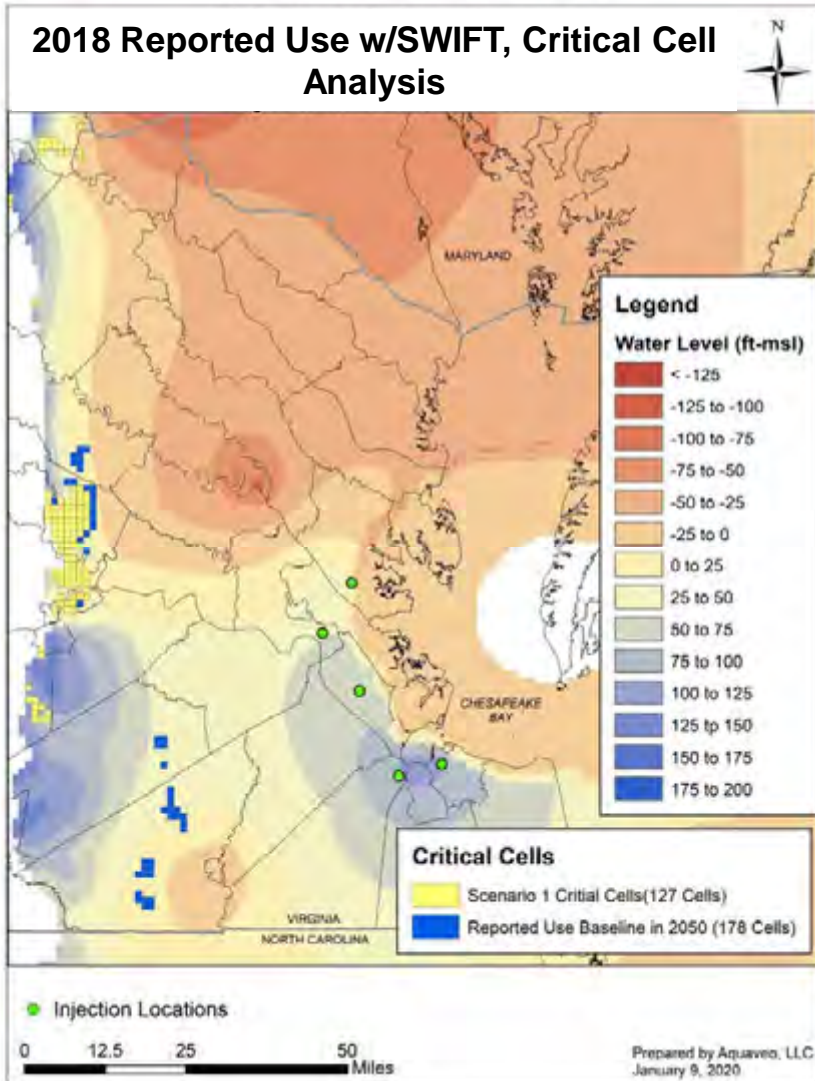 2018 Reported Use w/SWIFT, Critical Cell
Analysis
N
MARYLAND
Legend
Water Level (ft-msl)
< -125
-125 to -100
-100 to -75
-75 to -50
-50 to -25
-25 to 0
0 to 25
25 to 50
50 to 75
75 to 100
100 to 125
125 tp 150
150 to 175
175 to 200
CHESAPEAKE
BAY
Critical Cells
Scenario 1 Critial Cells(127 Cells)
Reported Use Baseline in 2050 (178 Cells)
VIRGINIA
NORTH CAROLINA
Injection Locations
0 12.5 25 50
Miles
Prepared by Aquaveo, LLC
January 9, 2020